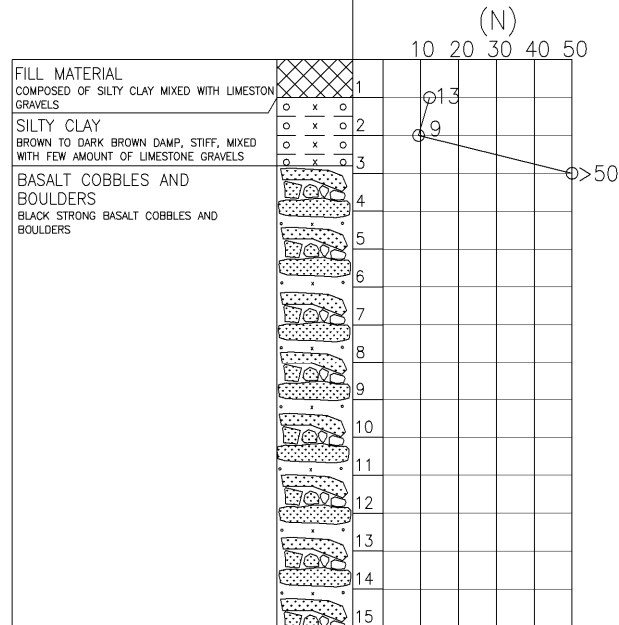 (N)
10 20 30 40 50
FILL MATERIAL
COMPOSED OF SILTY CLAY MIXED WITH LIMESTON
GRAVELS
1
13
SILTY CLAY
BROWN TO DARK BROWN DAMP, STIFF, MIXED
WITH FEW AMOUNT OF LIMESTONE GRAVELS
2
9
3
>50
BASALT COBBLES AND
BOULDERS
BLACK STRONG BASALT COBBLES AND
BOULDERS
4
5
6
7
8
9
10
11
12
13
14
15